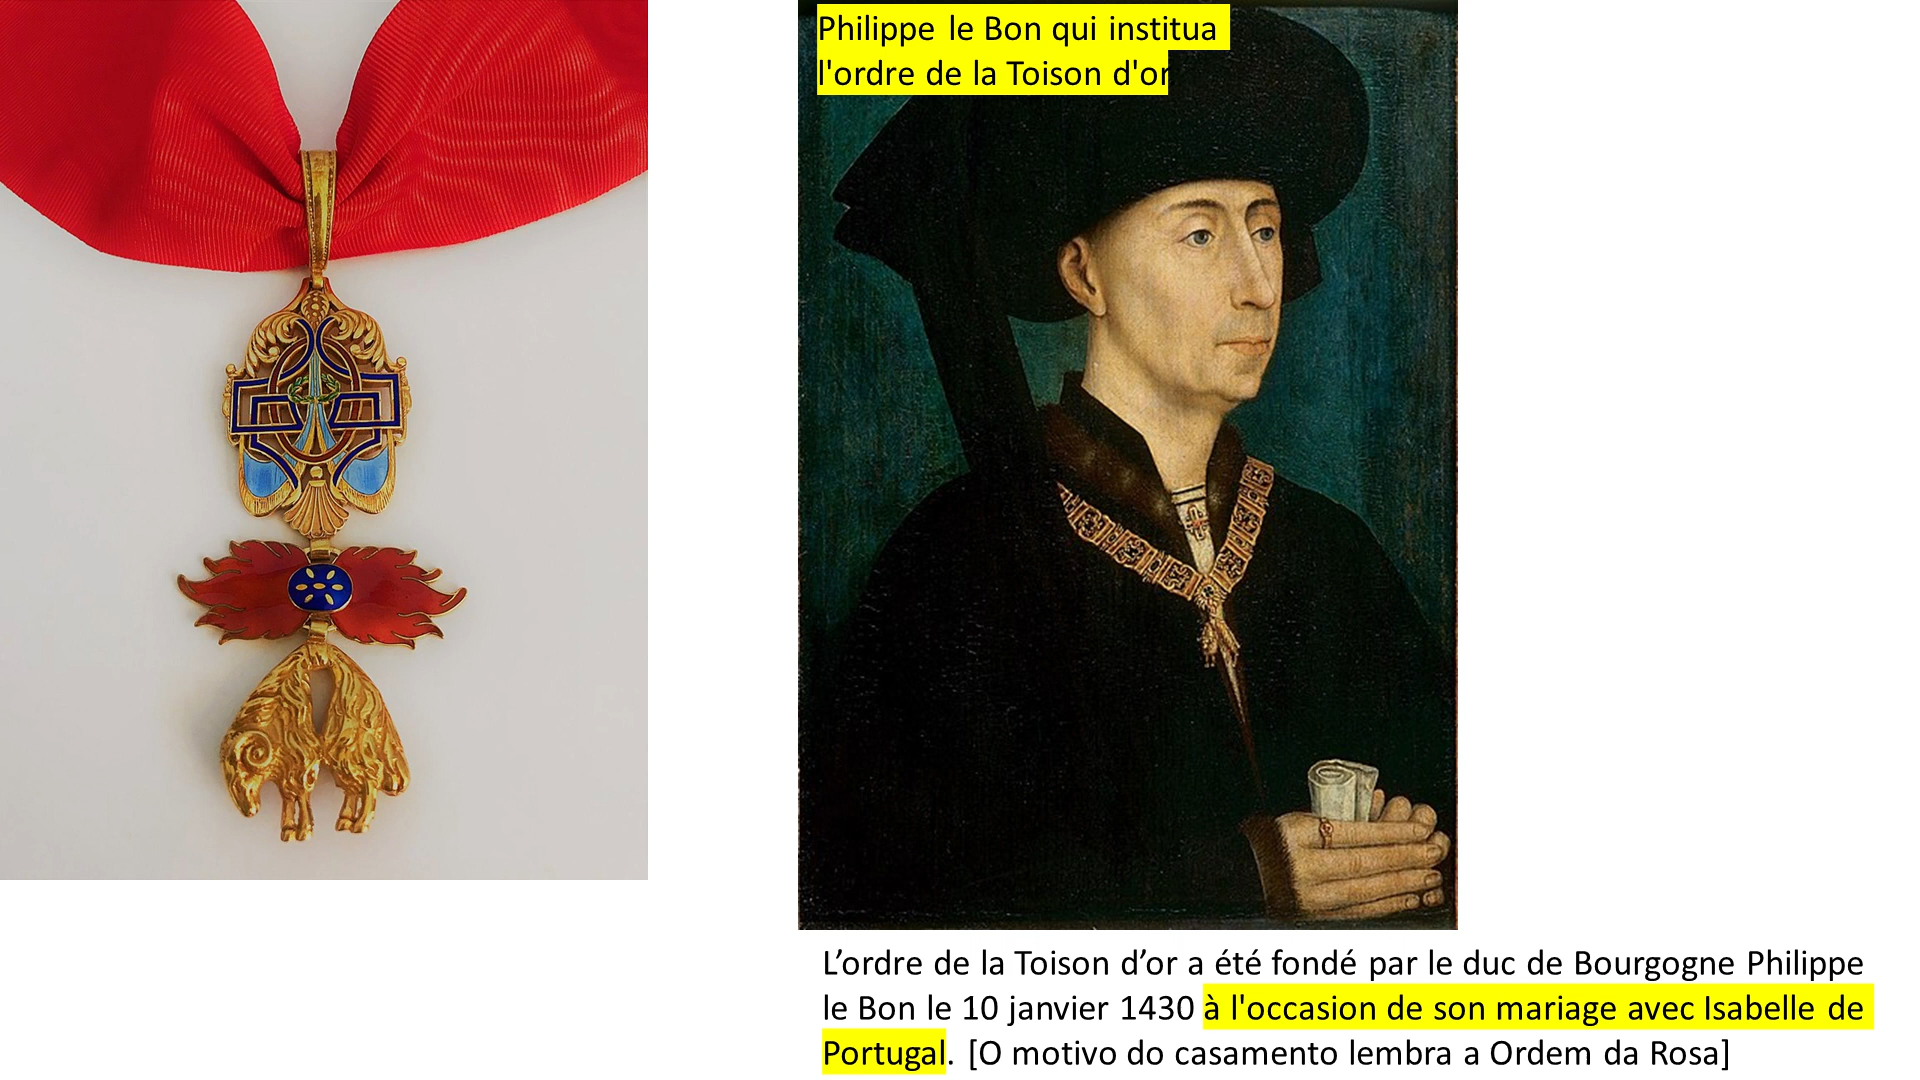 Philippe le Bon qui institua
l'ordre de la Toison d'or
L’ordre de la Toison d’or a été fondé par le duc de Bourgogne Philippe
le Bon le 10 janvier 1430 à l'occasion de son mariage avec Isabelle de
Portugal. [O motivo do casamento lembra a Ordem da Rosa]